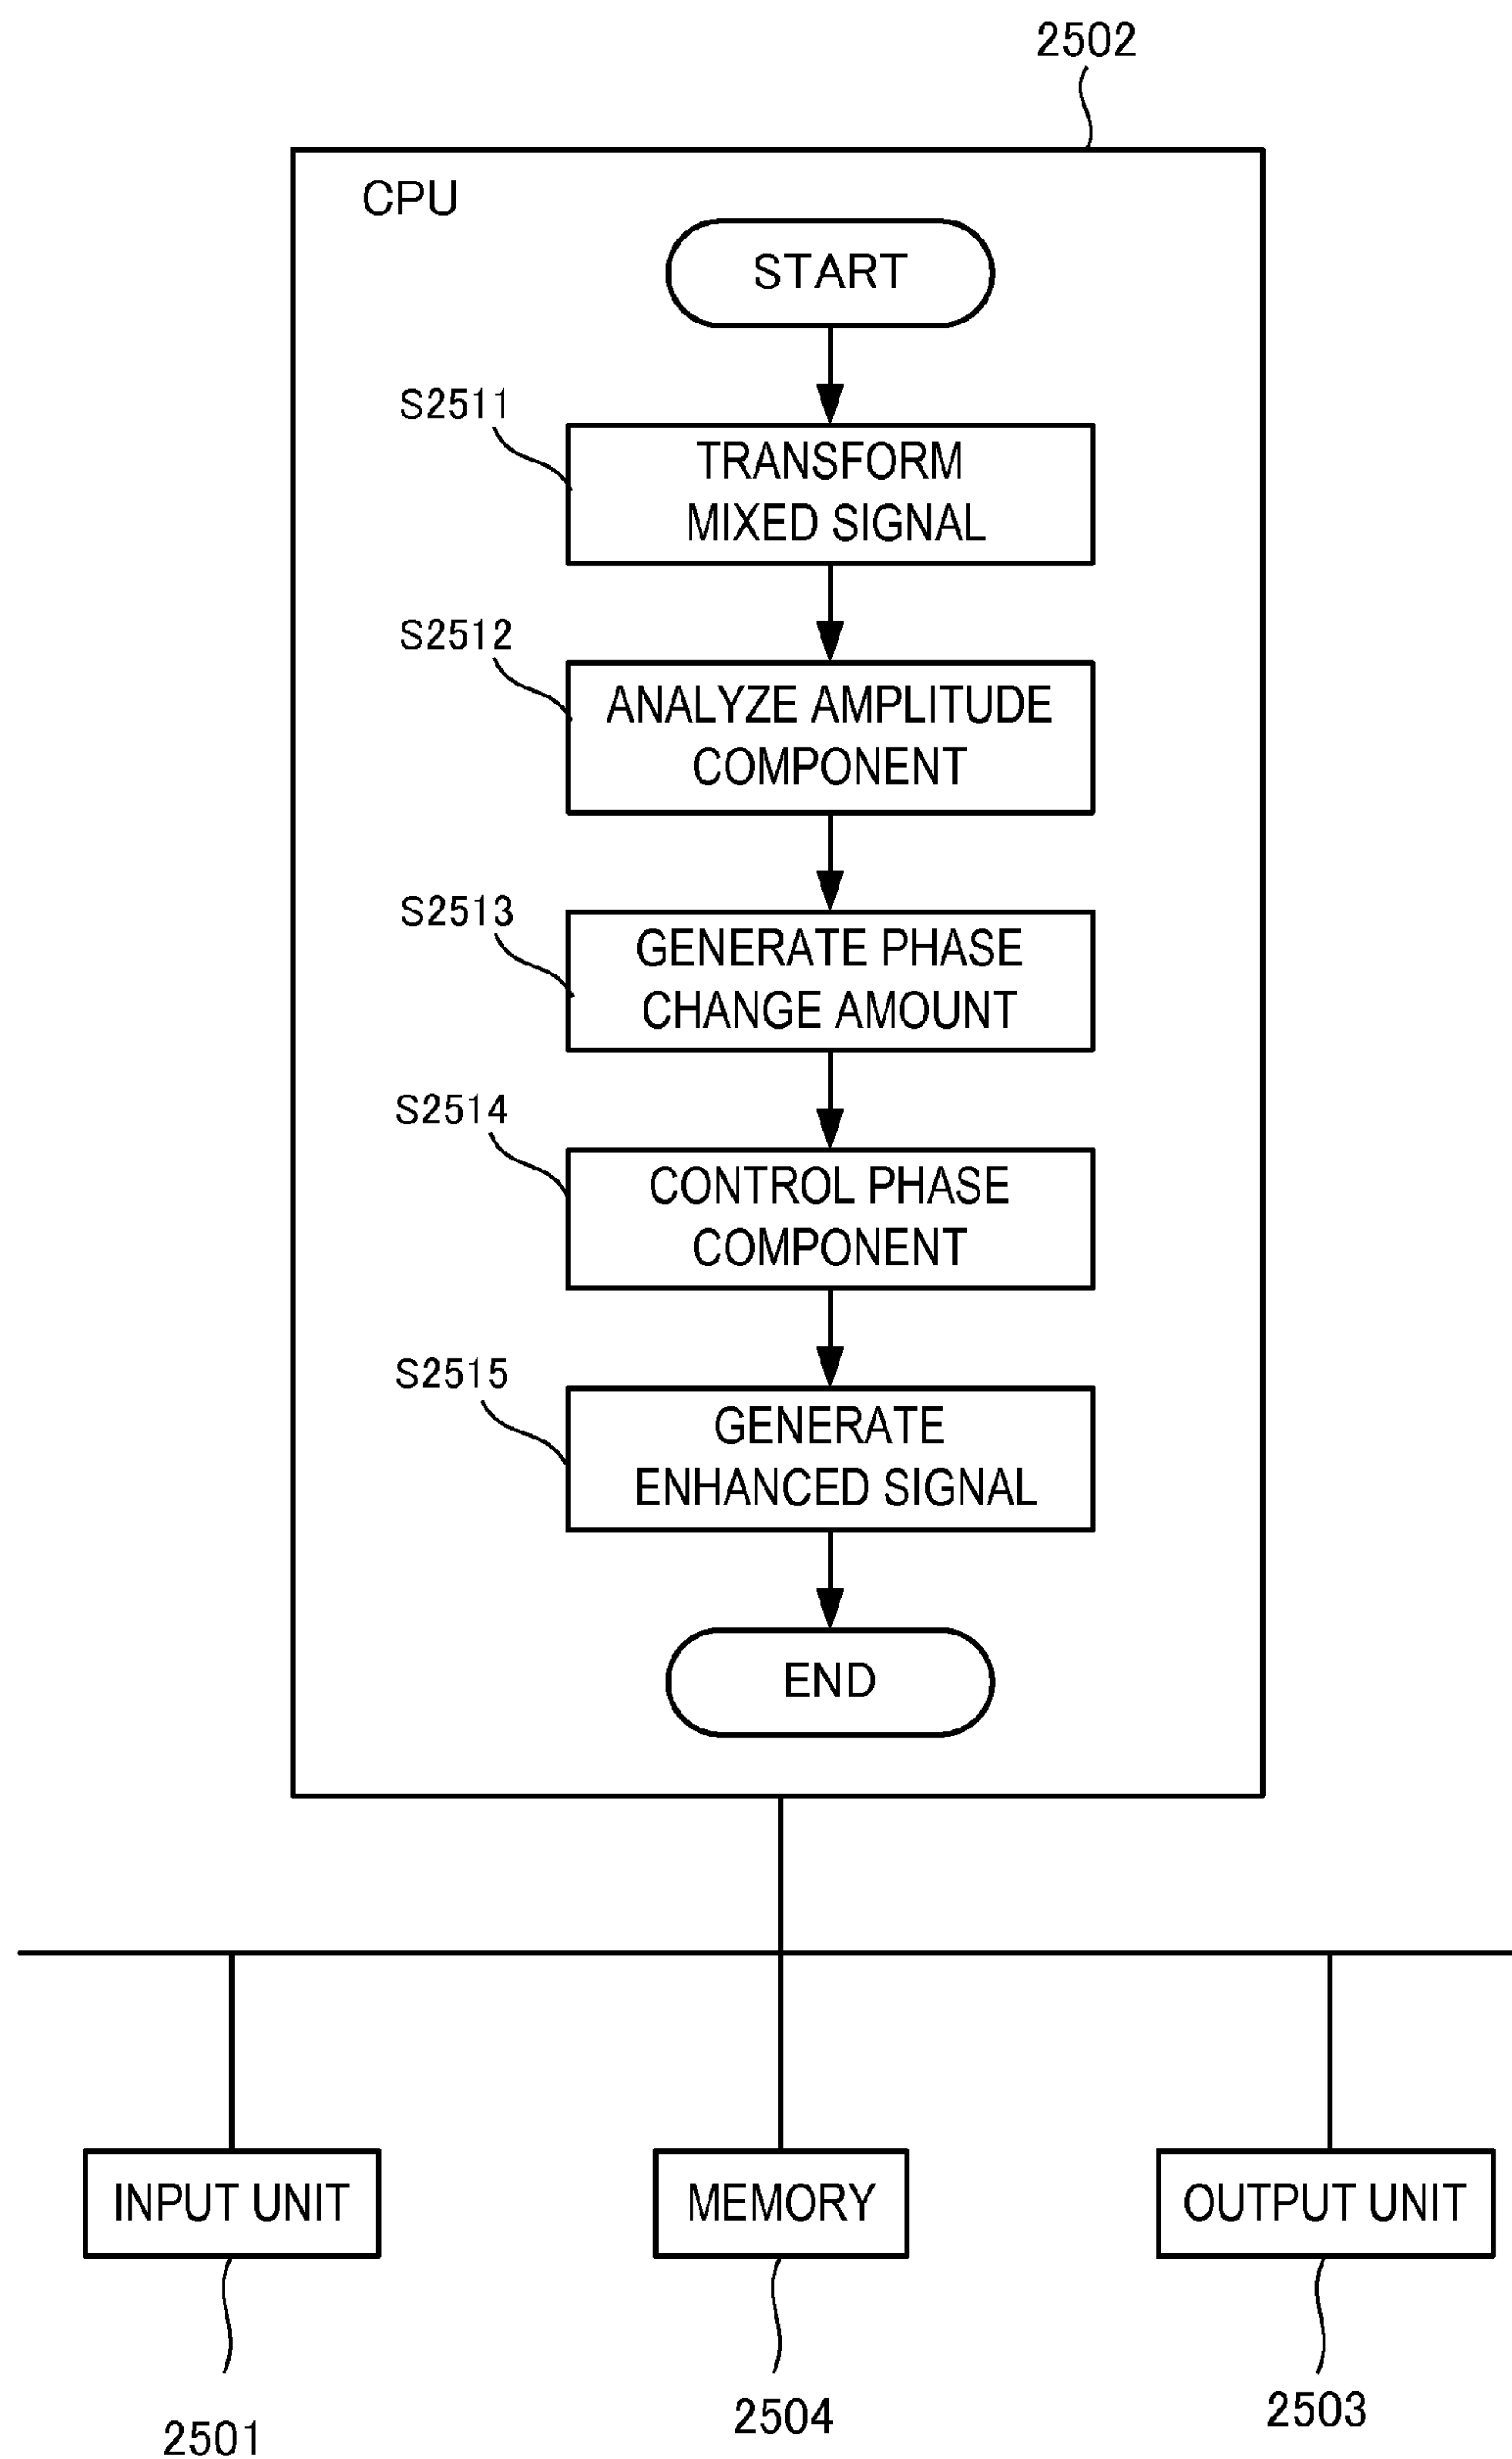 2502
CPU
START
S2511
TRANSFORM
MIXED SIGNAL
S2512
ANALYZE AMPLITUDE
COMPONENT
S2513
GENERATE PHASE
CHANGE AMOUNT
S2514
CONTROL PHASE
COMPONENT
S2515
GENERATE
ENHANCED SIGNAL
END
INPUT UNIT
MEMORY
OUTPUT UNIT
2501
2504
2503